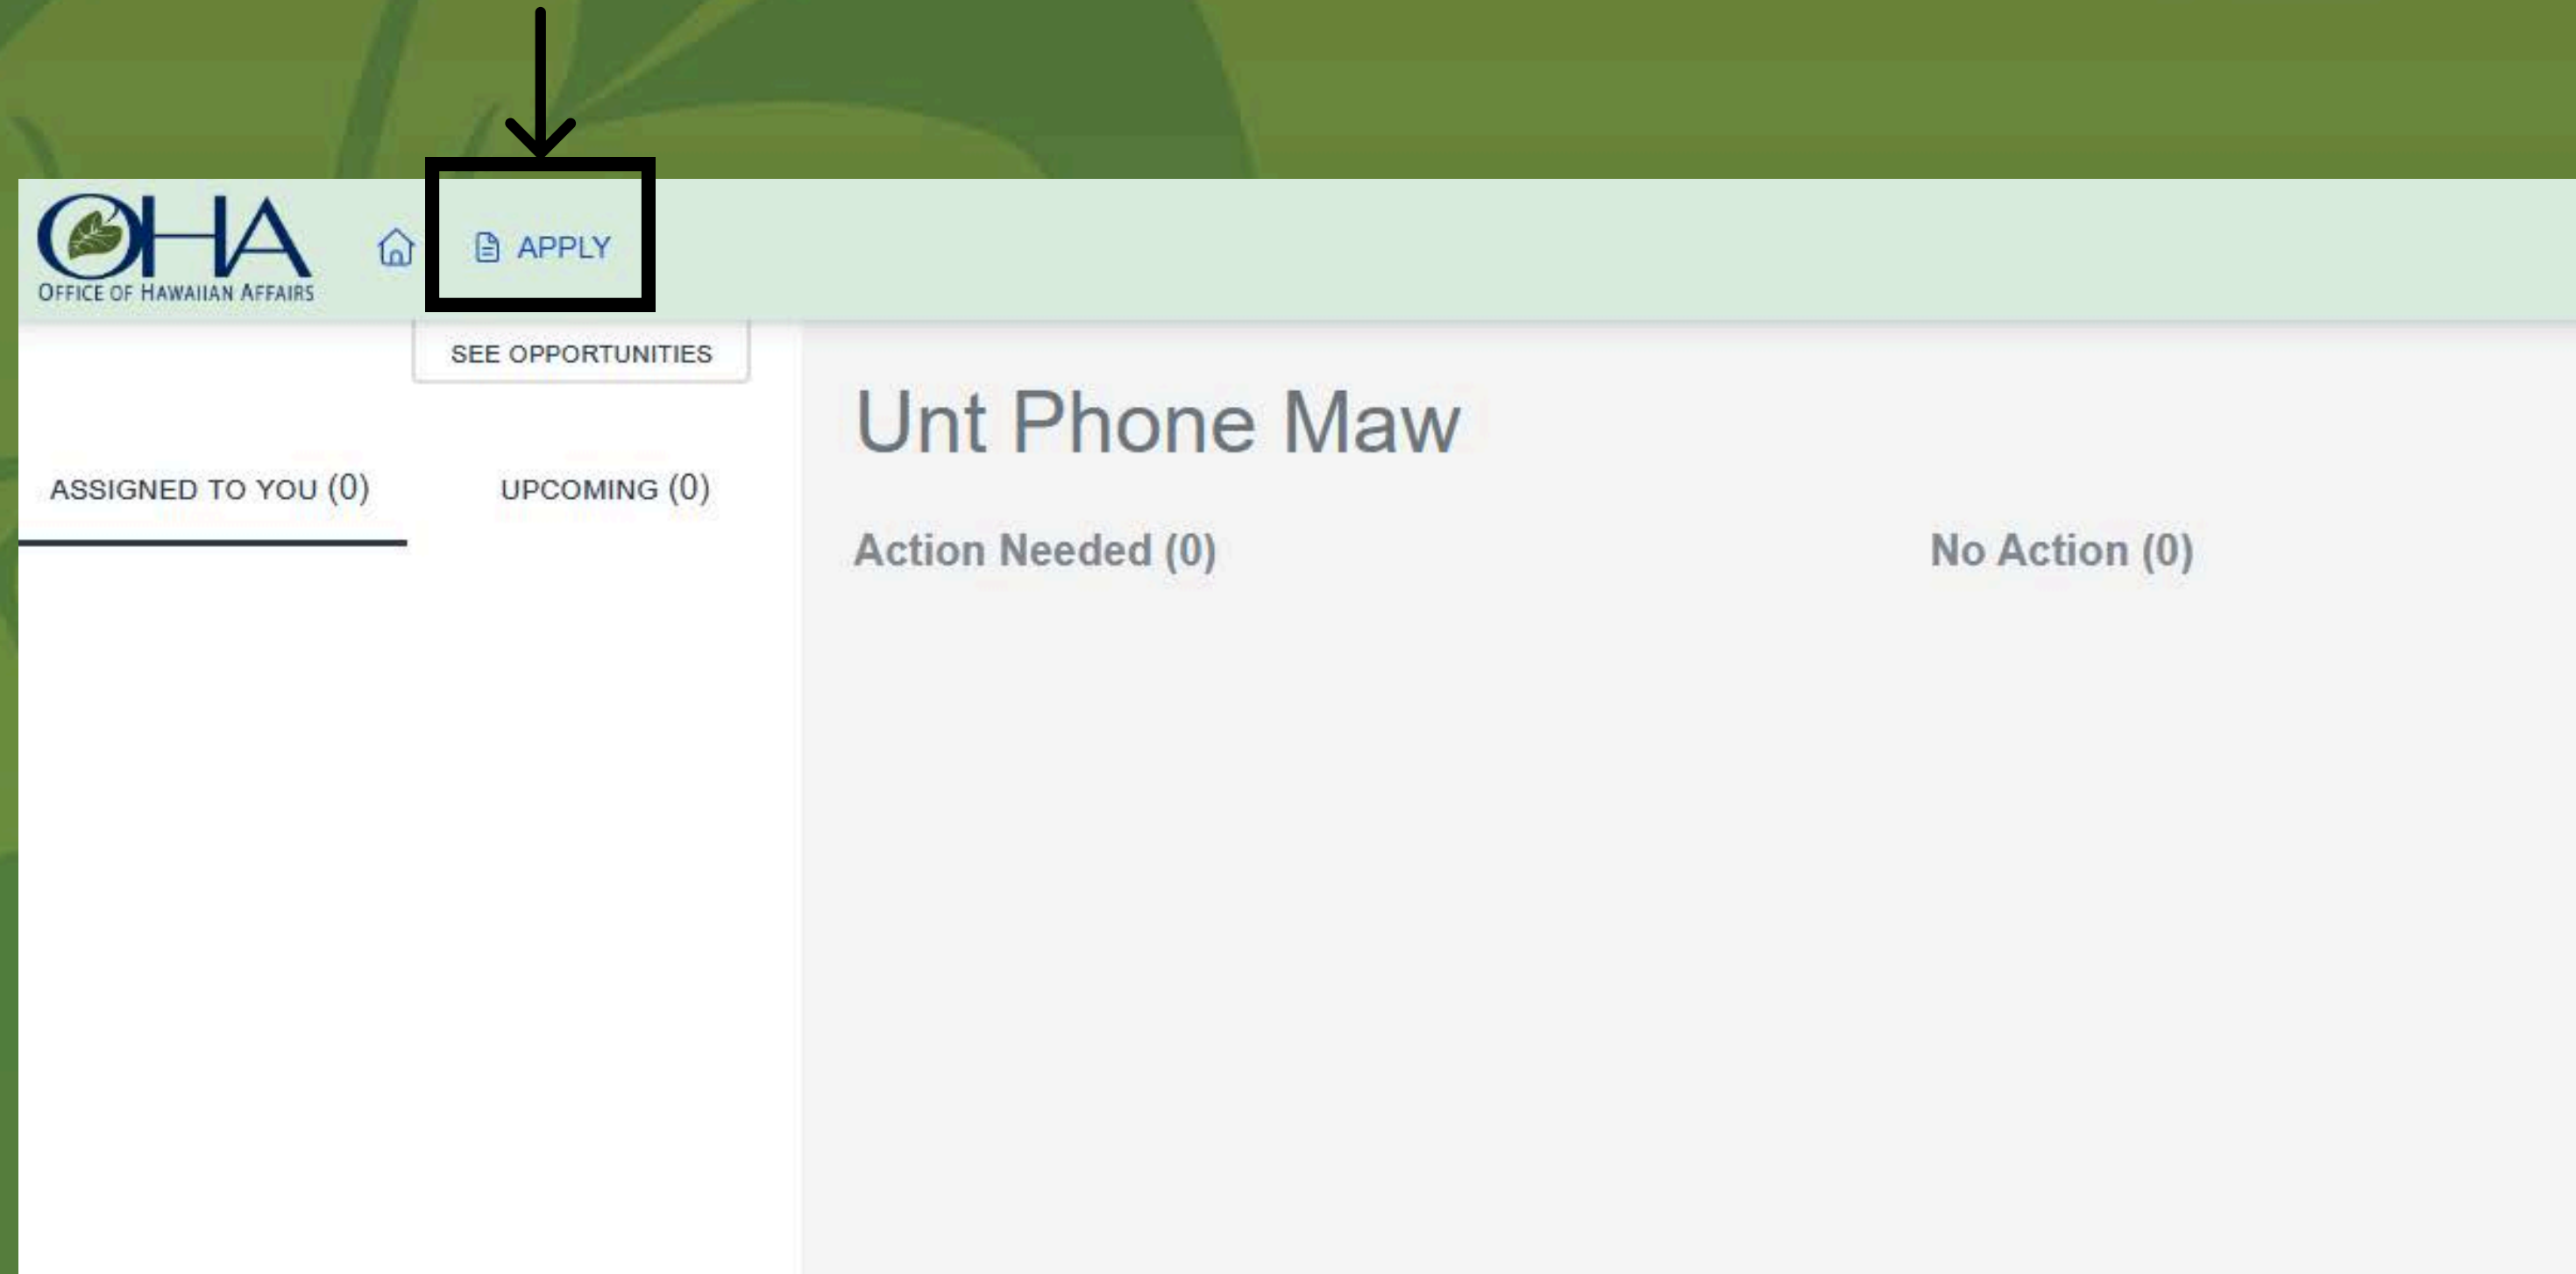 OHA
OFFICE OF HAWAIIAN AFFAIRS
APPLY
SEE OPPORTUNITIES
ASSIGNED TO YOU (0)
UPCOMING (0)
Unt Phone Maw
Action Needed (0)
No Action (0)